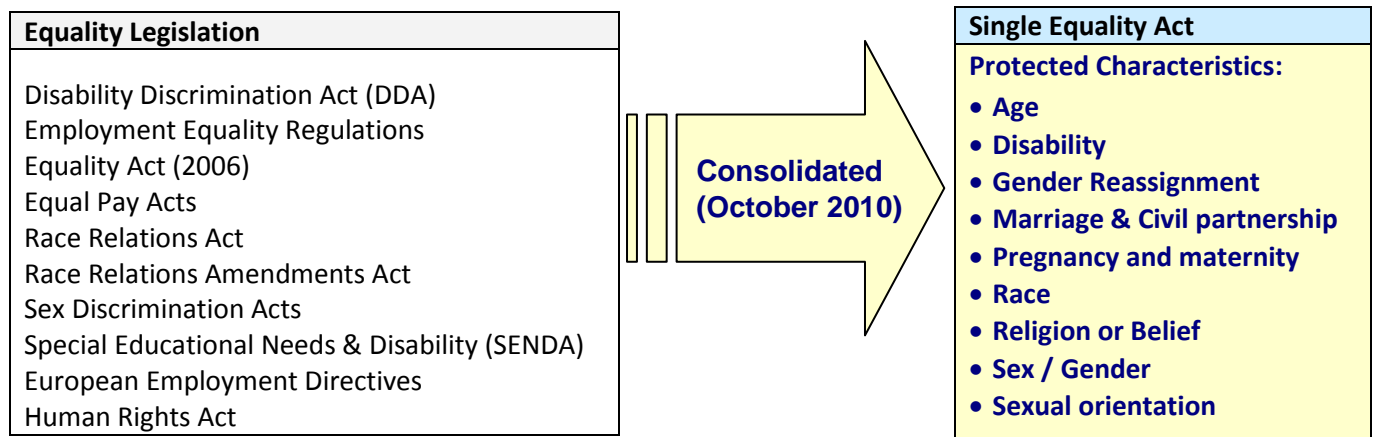 Equality Legislation
Disability Discrimination Act (DDA)
Employment Equality Regulations
Equality Act (2006)
Equal Pay Acts
Race Relations Act
Race Relations Amendments Act
Sex Discrimination Acts
Special Educational Needs & Disability (SENDA)
European Employment Directives
Human Rights Act
Consolidated
(October 2010)
Single Equality Act
Protected Characteristics:
• Age
• Disability
• Gender Reassignment
• Marriage & Civil partnership
• Pregnancy and maternity
• Race
• Religion or Belief
• Sex / Gender
• Sexual orientation